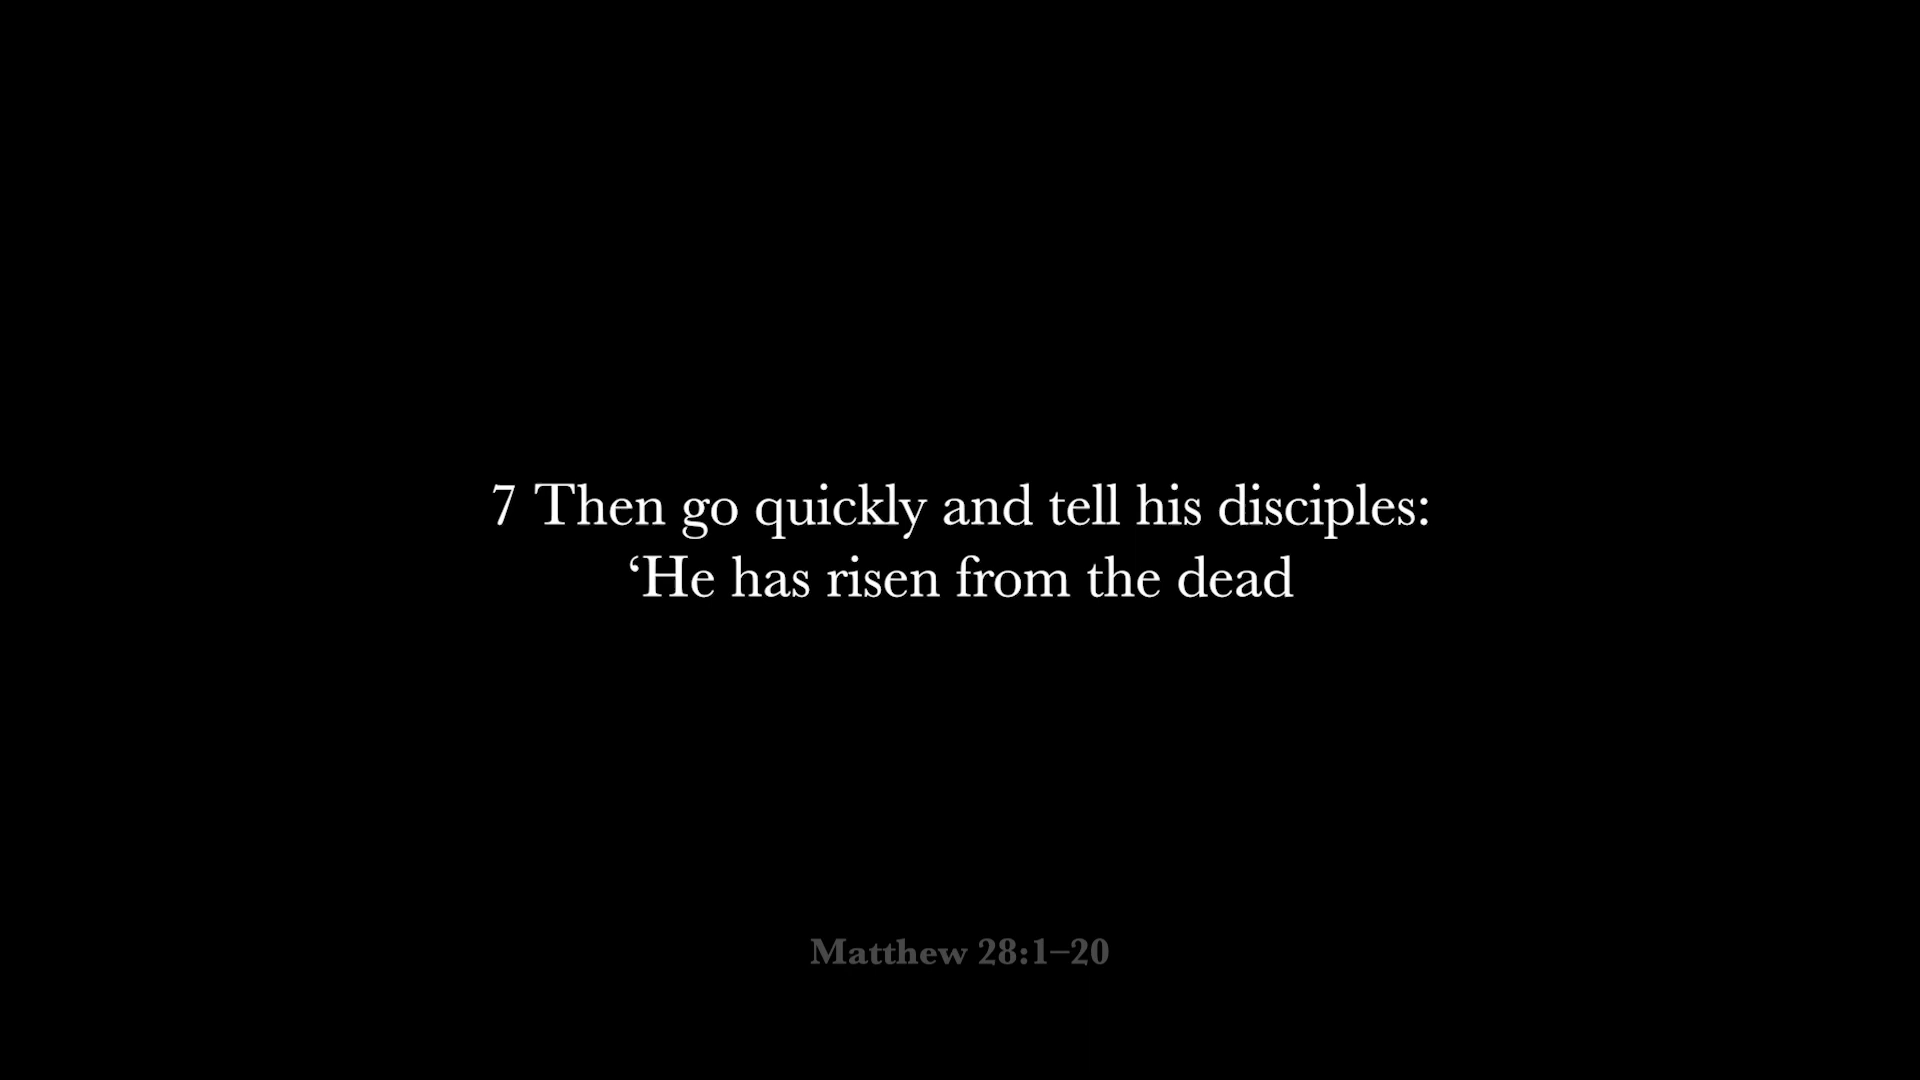 7 Then go quickly and tell his disciples:
‘He has risen from the dead
Matthew 28:1–20